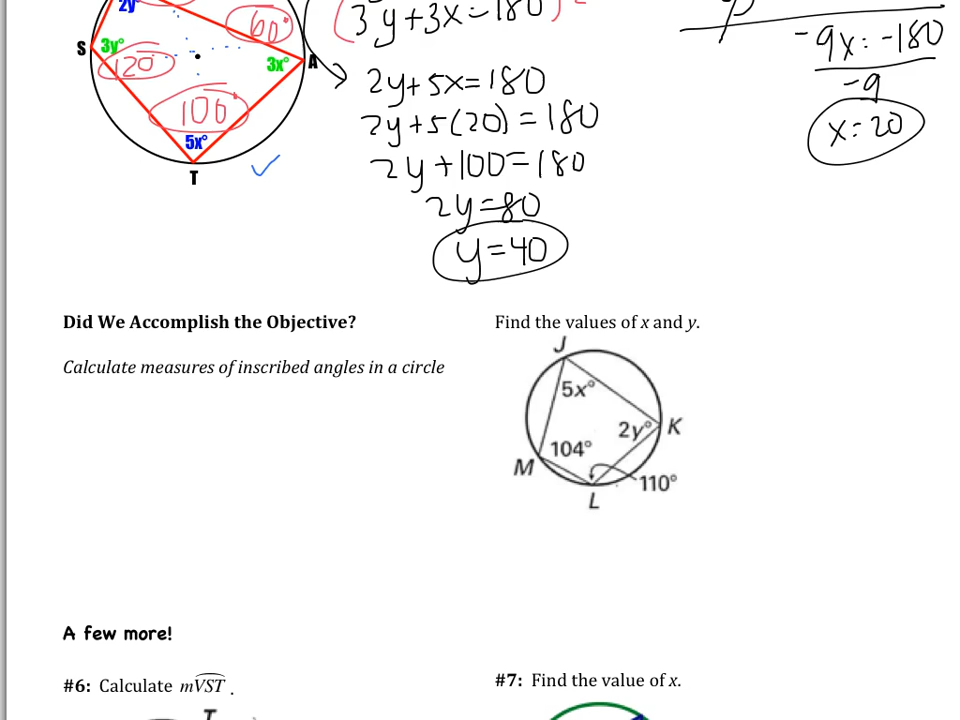 2y
60°
3y+3x=180)
-9x=-180
S 3y°
120
3x° A
-9
2y+5x=180
x=20
100°
2y+5(20)=180
5x°
2y+100=180
T
2y=80
y=40
Did We Accomplish the Objective?
Find the values of x and y.
Calculate measures of inscribed angles in a circle
J
5x°
2y° K
104°
M
110°
L
A few more!
#6: Calculate mVST .
#7: Find the value of x.
T